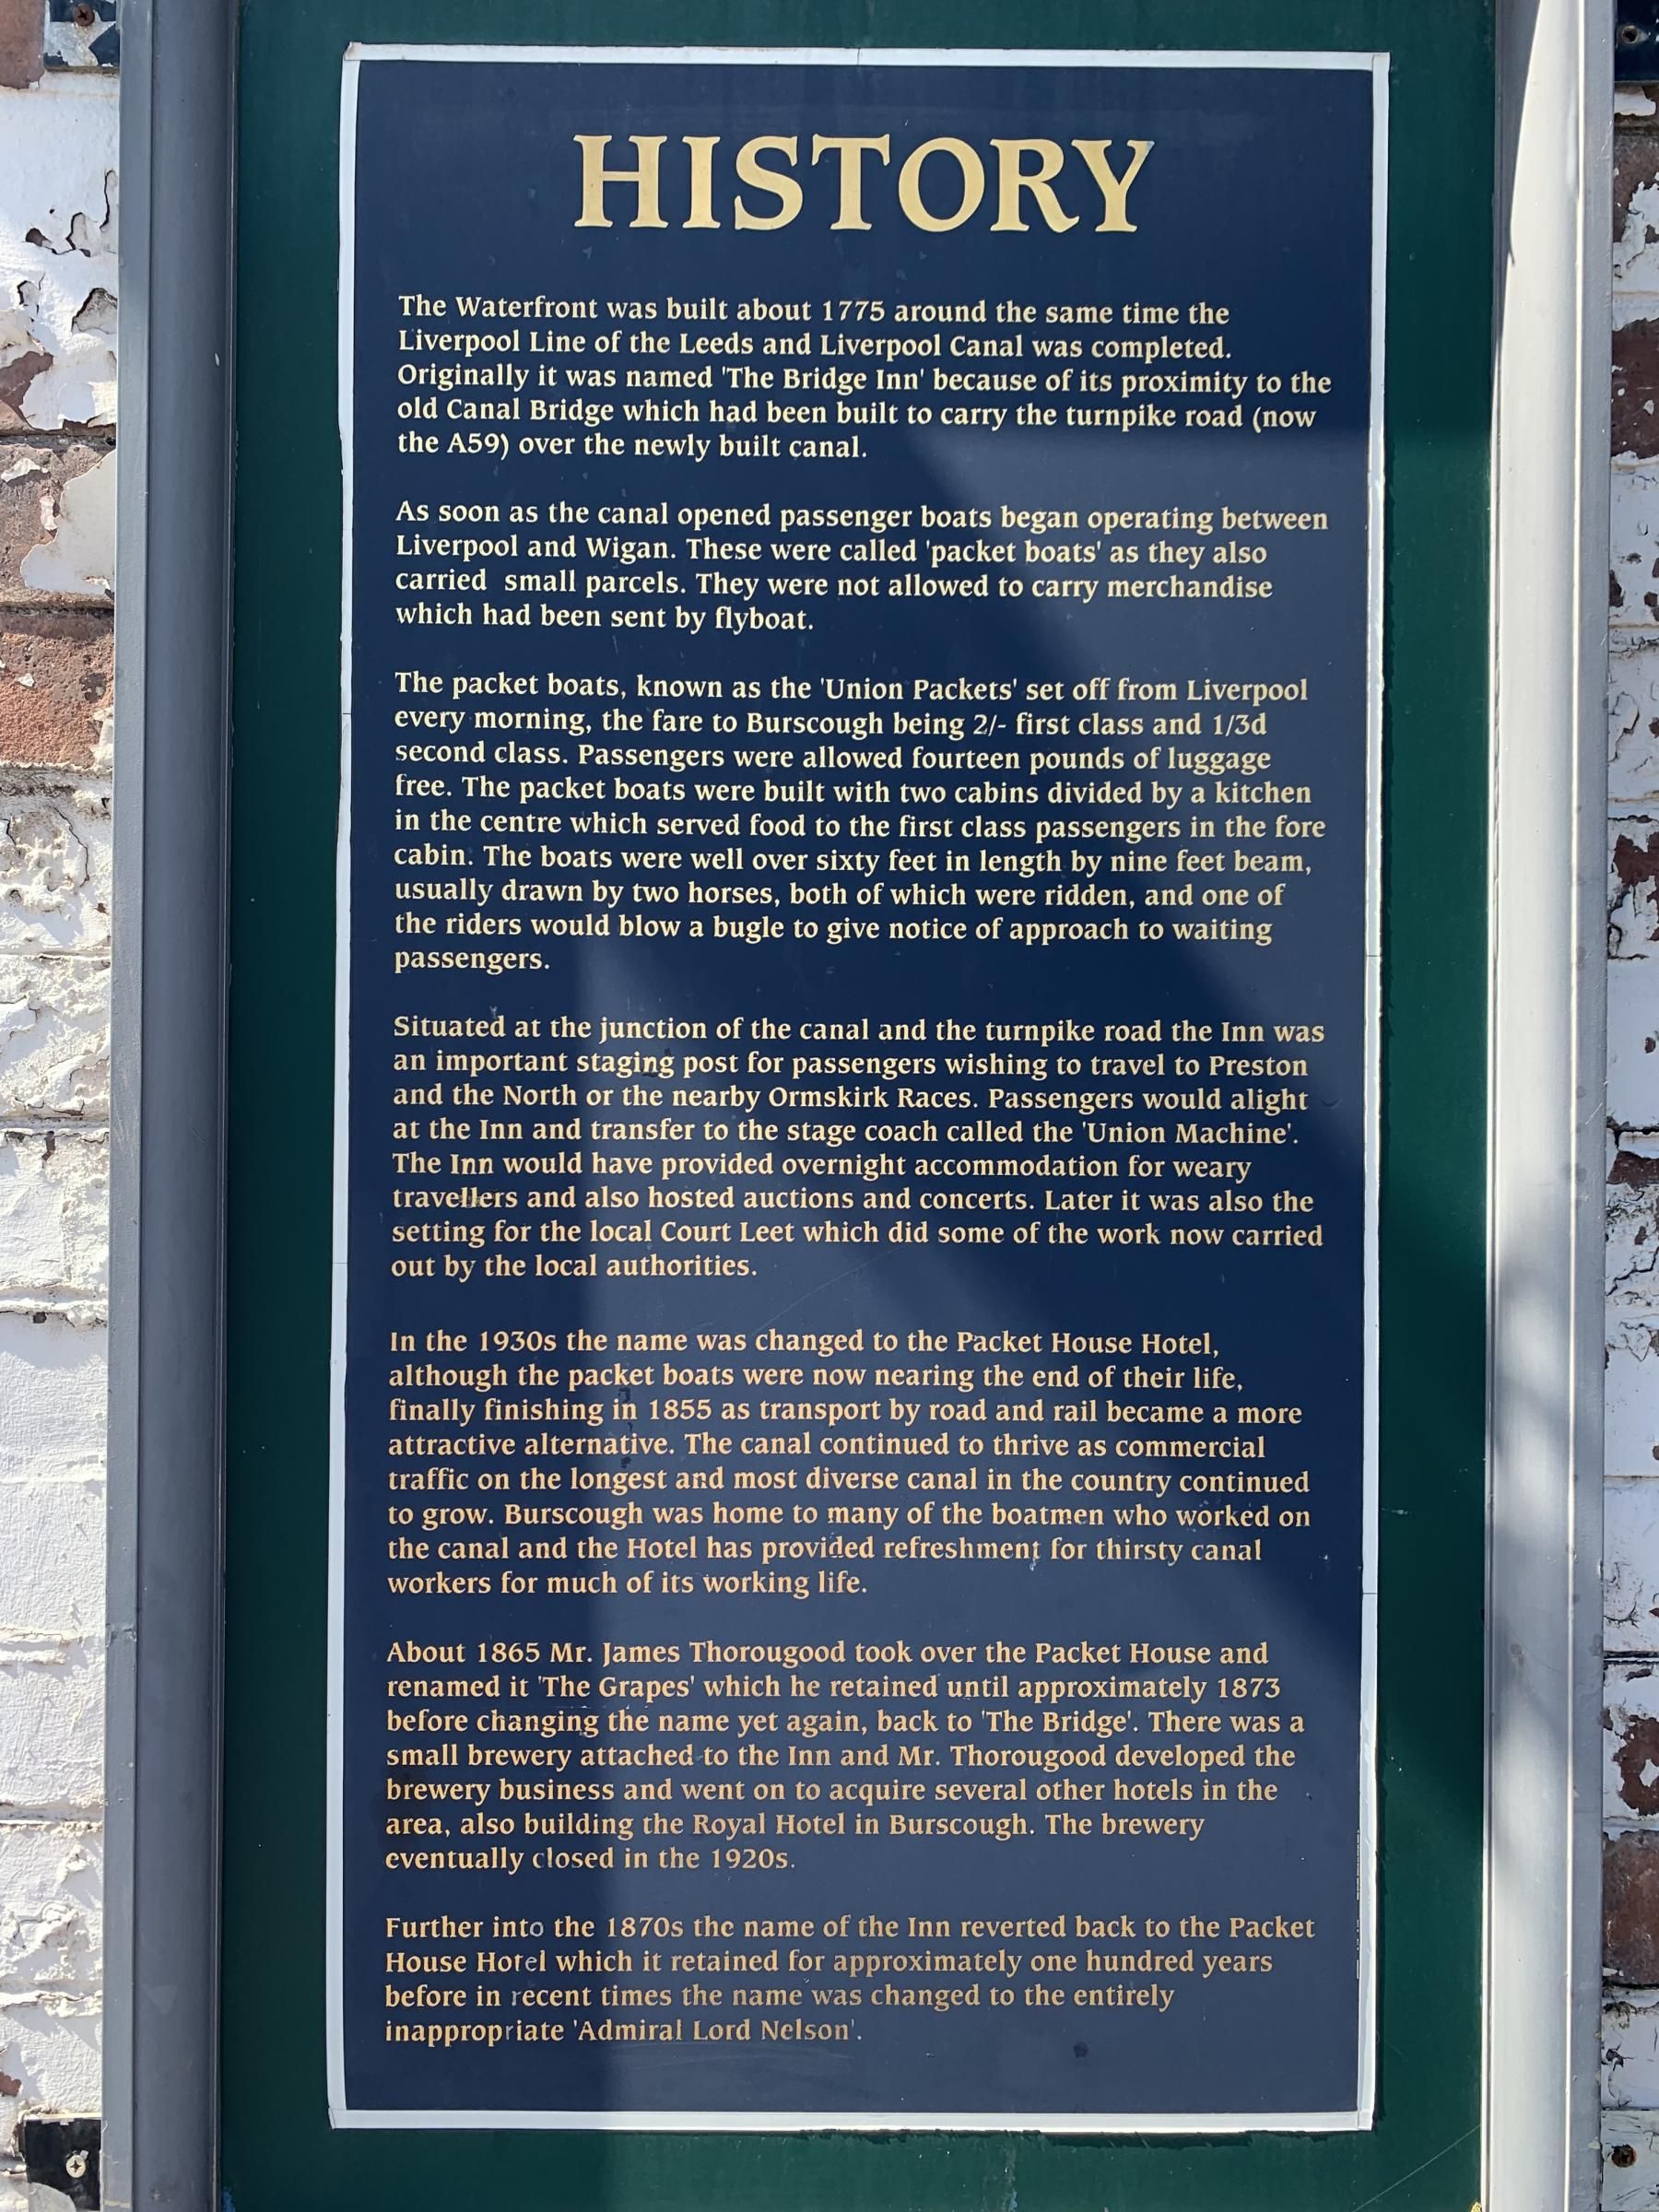 HISTORY
The Waterfront was built about 1775 around the same time the
Liverpool Line of the Leeds and Liverpool Canal was completed.
Originally it was named 'The Bridge Inn' because of its proximity to the
old Canal Bridge which had been built to carry the turnpike road (now
the A59) over the newly built canal.
As soon as the canal opened passenger boats began operating between
Liverpool and Wigan. These were called 'packet boats' as they also
carried small parcels. They were not allowed to carry merchandise
which had been sent by flyboat.
The packet boats, known as the 'Union Packets' set off from Liverpool
every morning, the fare to Burscough being 2/- first class and 1/3d
second class. Passengers were allowed fourteen pounds of luggage
free. The packet boats were built with two cabins divided by a kitchen
in the centre which served food to the first class passengers in the fore
cabin. The boats were well over sixty feet in length by nine feet beam,
usually drawn by two horses, both of which were ridden, and one of
the riders would blow a bugle to give notice of approach to waiting
passengers.
Situated at the junction of the canal and the turnpike road the Inn was
an important staging post for passengers wishing to travel to Preston
and the North or the nearby Ormskirk Races. Passengers would alight
at the Inn and transfer to the stage coach called the 'Union Machine'.
The Inn would have provided overnight accommodation for weary
travellers and also hosted auctions and concerts. Later it was also the
setting for the local Court Leet which did some of the work now carried
out by the local authorities.
In the 1930s the name was changed to the Packet House Hotel,
although the packet boats were now nearing the end of their life,
finally finishing in 1855 as transport by road and rail became a more
attractive alternative. The canal continued to thrive as commercial
traffic on the longest and most diverse canal in the country continued
to grow. Burscough was home to many of the boatmen who worked on
the canal and the Hotel has provided refreshment for thirsty canal
workers for much of its working life.
About 1865 Mr. James Thorougood took over the Packet House and
renamed it 'The Grapes' which he retained until approximately 1873
before changing the name yet again, back to 'The Bridge'. There was a
small brewery attached to the Inn and Mr. Thorougood developed the
brewery business and went on to acquire several other hotels in the
area, also building the Royal Hotel in Burscough. The brewery
eventually closed in the 1920s.
Further into the 1870s the name of the Inn reverted back to the Packet
House Hotel which it retained for approximately one hundred years
before in recent times the name was changed to the entirely
inappropriate 'Admiral Lord Nelson'.